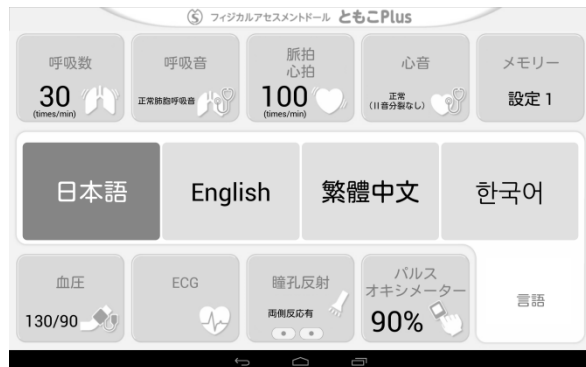 フィジカルアセスメントドール ともこPlus
呼吸数
30
(times/min)
呼吸音
正常肺胞呼吸音
脈拍
心拍
100
(times/min)
心音
正常
(II音分裂なし)
メモリー
設定 1
日本語
English
繁體中文
한국어
血圧
130/90
ECG
瞳孔反射
両側反応有
パルス
オキシメーター
90%
言語